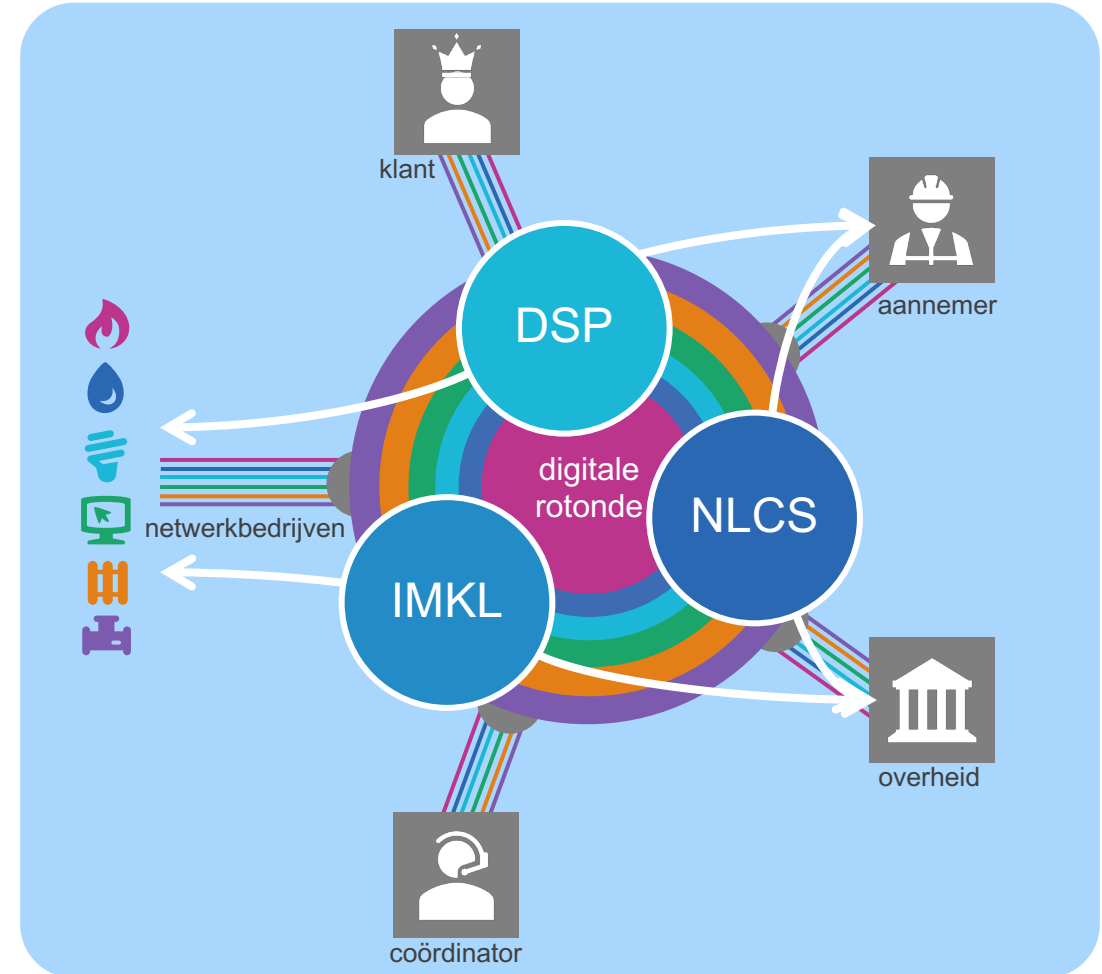 klant
aannemer
DSP
digitale
rotonde
NLCS
netwerkbedrijven
IMKL
overheid
coördinator